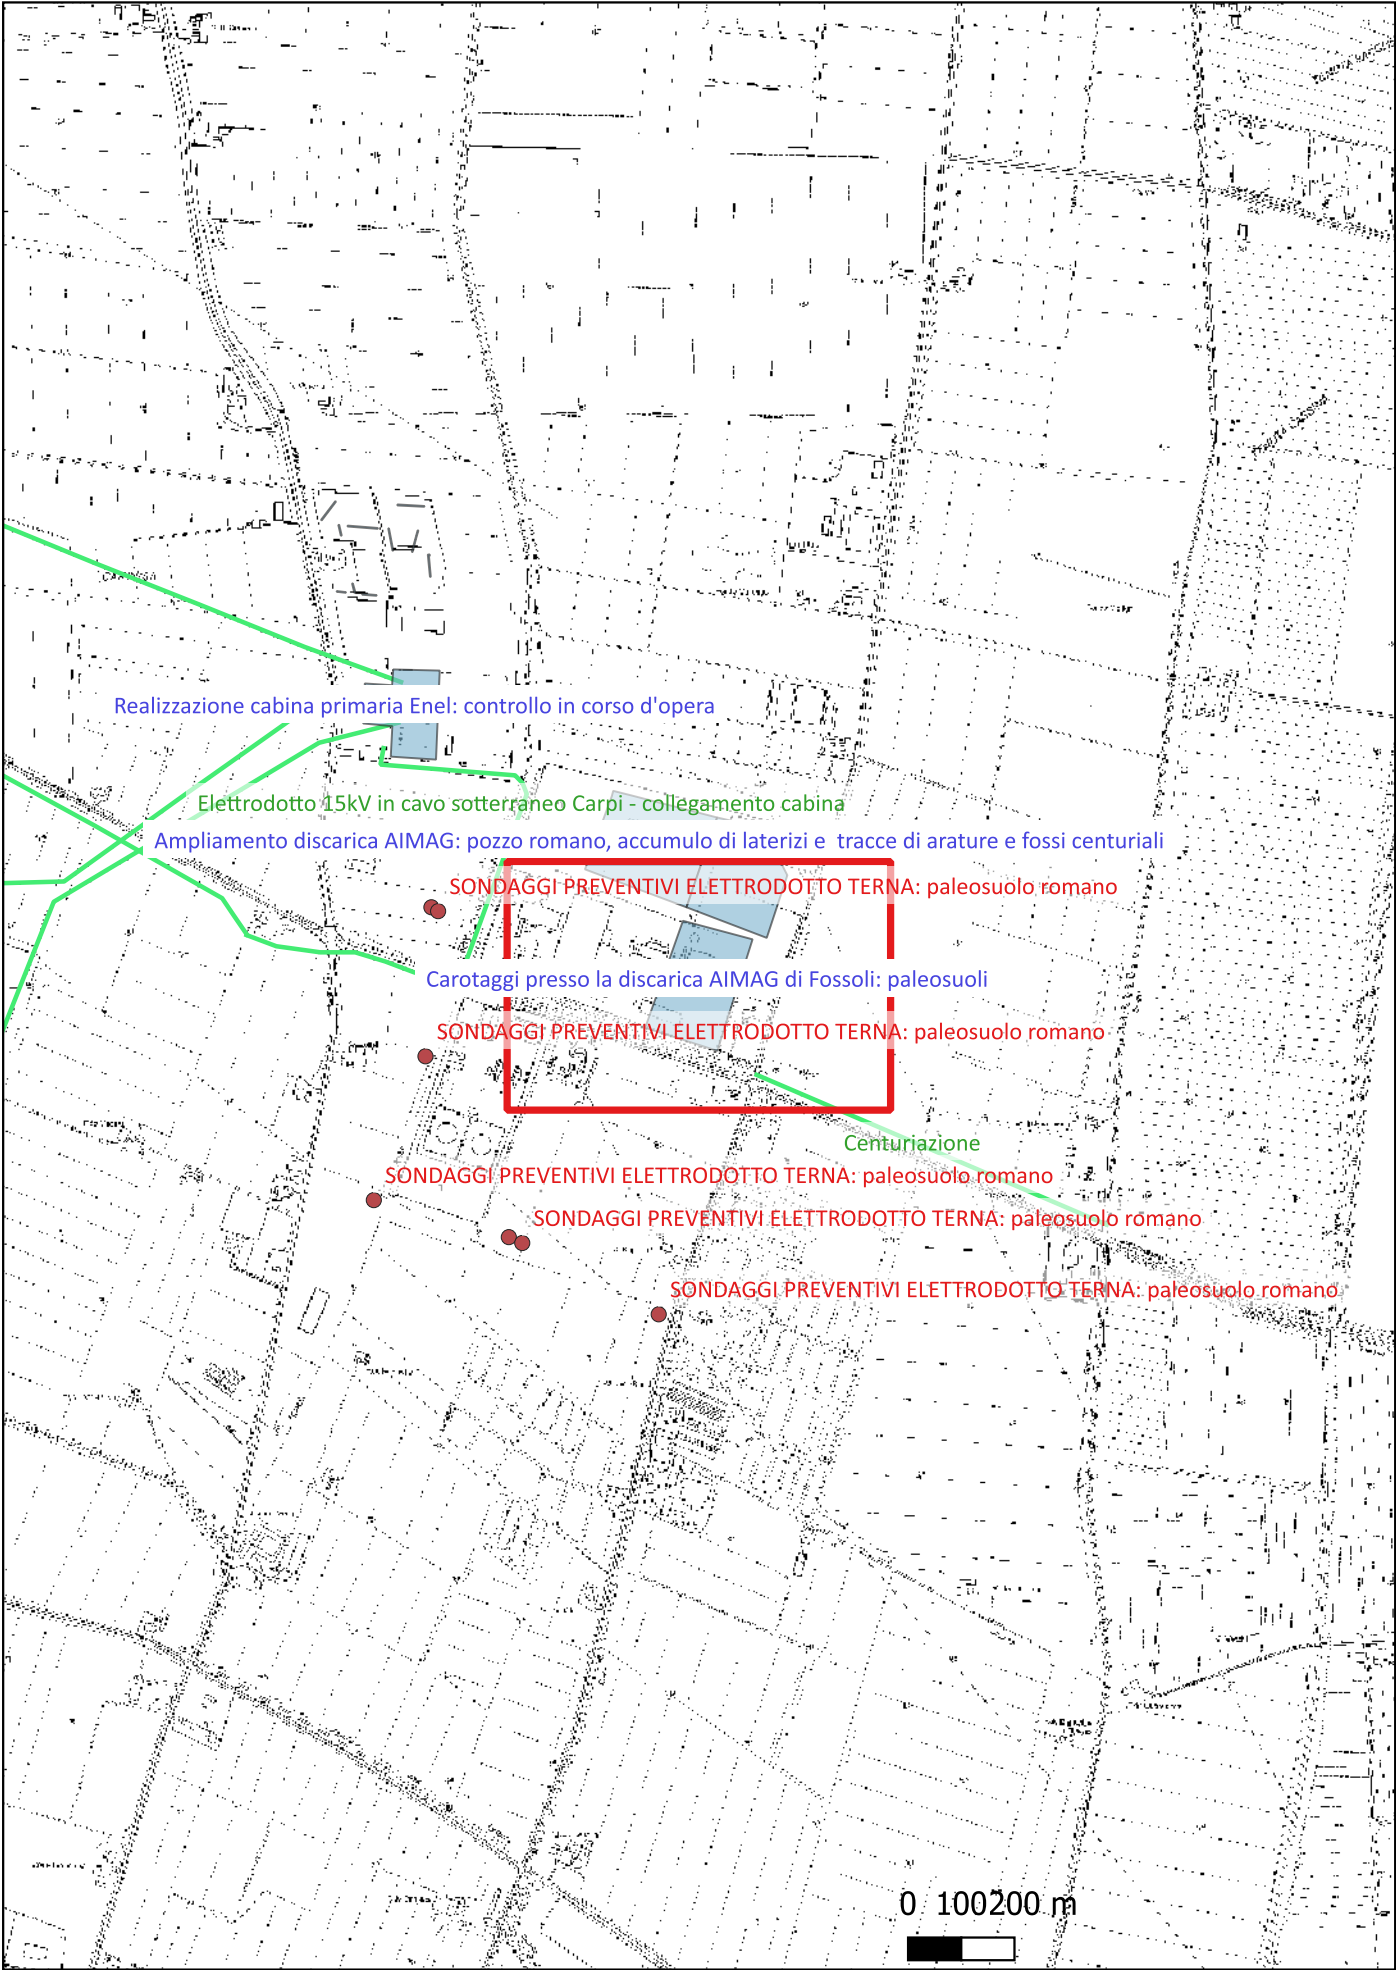 Realizzazione cabina primaria Enel: controllo in corso d'opera
Elettrodotto 15kV in cavo sotterraneo Carpi - collegamento cabina
Ampliamento discarica AIMAG: pozzo romano, accumulo di laterizi e tracce di arature e fossi centuriali
SONDAGGI PREVENTIVI ELETTRODOTTO TERNA: paleosuolo romano
Carotaggi presso la discarica AIMAG di Fossoli: paleosuoli
SONDAGGI PREVENTIVI ELETTRODOTTO TERNA: paleosuolo romano
Centuriazione
SONDAGGI PREVENTIVI ELETTRODOTTO TERNA: paleosuolo romano
SONDAGGI PREVENTIVI ELETTRODOTTO TERNA: paleosuolo romano
SONDAGGI PREVENTIVI ELETTRODOTTO TERNA: paleosuolo romano
0 100200 m